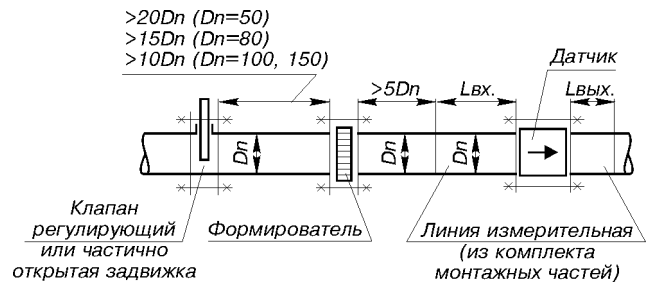 >20Dn (Dn=50)
>15Dn (Dn=80)
>10Dn (Dn=100, 150)
Датчик
>5Dn
Lвх.
Lвых.
Dn
Dn
Dn
Клапан
регулирующий
или частично
открытая задвижка
Формирователь
Линия измерительная
(из комплекта
монтажных частей)